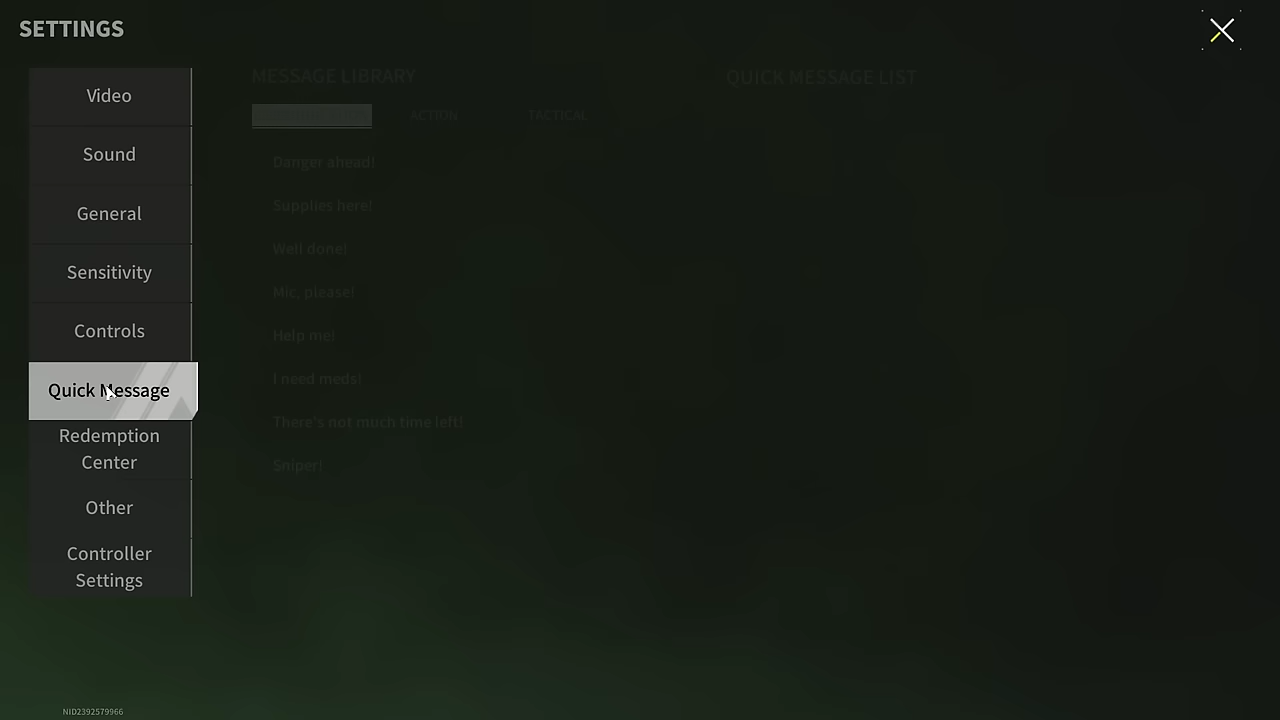 SETTINGS
Video
Sound
General
Sensitivity
Controls
Quick Message
Redemption
Center
Other
Controller
Settings
MESSAGE LIBRARY
ACTION
TACTICAL
Danger ahead!
Supplies here!
Well done!
Mic, please!
Help me!
I need meds!
There's not much time left!
Sniper!
QUICK MESSAGE LIST
NID2392579966